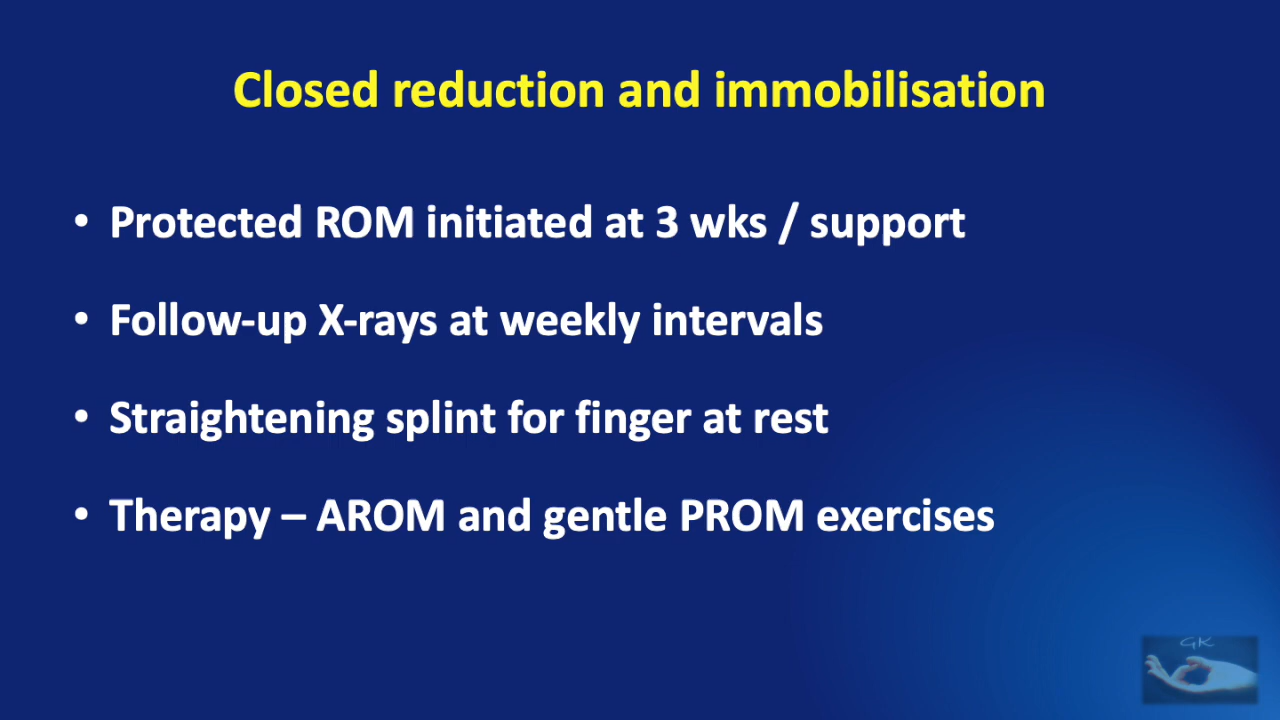 Closed reduction and immobilisation
• Protected ROM initiated at 3 wks / support
• Follow-up X-rays at weekly intervals
• Straightening splint for finger at rest
• Therapy – AROM and gentle PROM exercises
GK